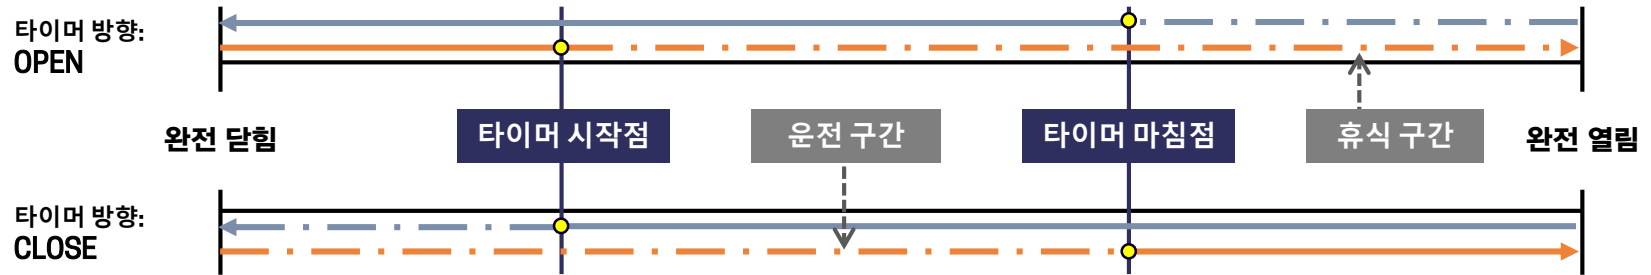 타이머 방향:
OPEN
완전 닫힘
타이머 시작점
운전 구간
타이머 마침점
휴식 구간
완전 열림
타이머 방향:
CLOSE